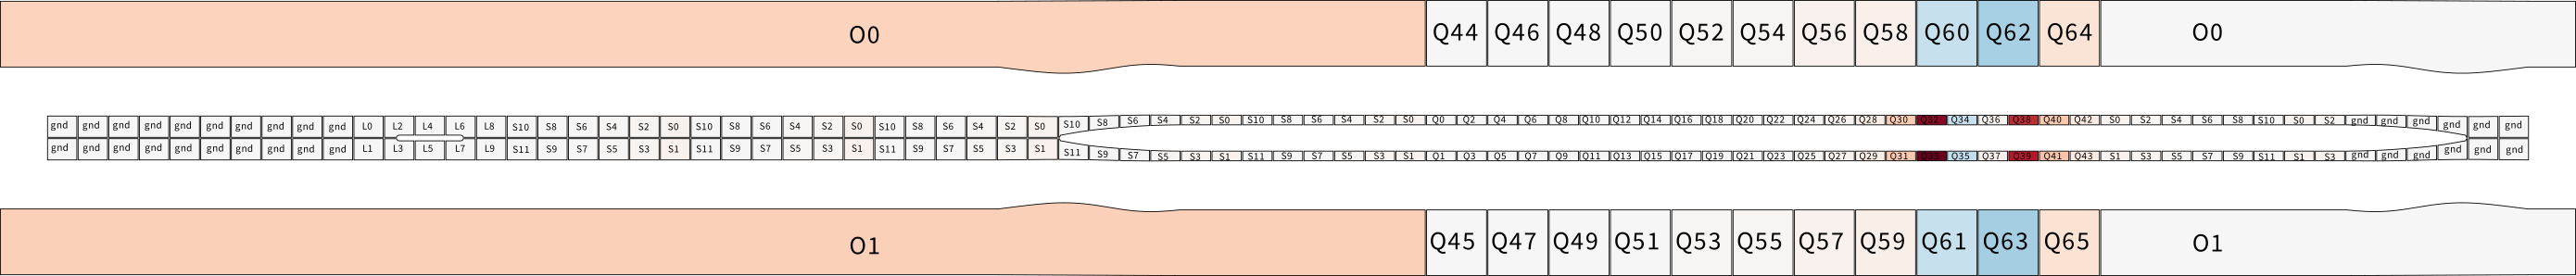 O0 Q44 Q46 Q48 Q50 Q52 Q54 Q56 Q58 Q60 Q62 Q64 O0
gnd gnd gnd gnd gnd gnd gnd gnd gnd gnd L0 L2 L4 L6 L8 S10 S8 S6 S4 S2 S0 S10 S8 S6 S4 S2 S0 S10 S8 S6 S4 S2 S0 S10 S8 S6 S4 S2 S0 S10 S8 S6 S4 S2 S0 Q0 Q2 Q4 Q6 Q8 Q10 Q12 Q14 Q16 Q18 Q20 Q22 Q24 Q26 Q28 Q30 Q32 Q34 Q36 Q38 Q40 Q42 S0 S2 S4 S6 S8 S10 S0 S2 gnd gnd gnd gnd gnd gnd
gnd gnd gnd gnd gnd gnd gnd gnd gnd gnd L1 L3 L5 L7 L9 S11 S9 S7 S5 S3 S1 S11 S9 S7 S5 S3 S1 S11 S9 S7 S5 S3 S1 S11 S9 S7 S5 S3 S1 S11 S9 S7 S5 S3 S1 Q1 Q3 Q5 Q7 Q9 Q11 Q13 Q15 Q17 Q19 Q21 Q23 Q25 Q27 Q29 Q31 Q33 Q35 Q37 Q39 Q41 Q43 S1 S3 S5 S7 S9 S11 S1 S3 gnd gnd gnd gnd gnd gnd
O1 Q45 Q47 Q49 Q51 Q53 Q55 Q57 Q59 Q61 Q63 Q65 O1